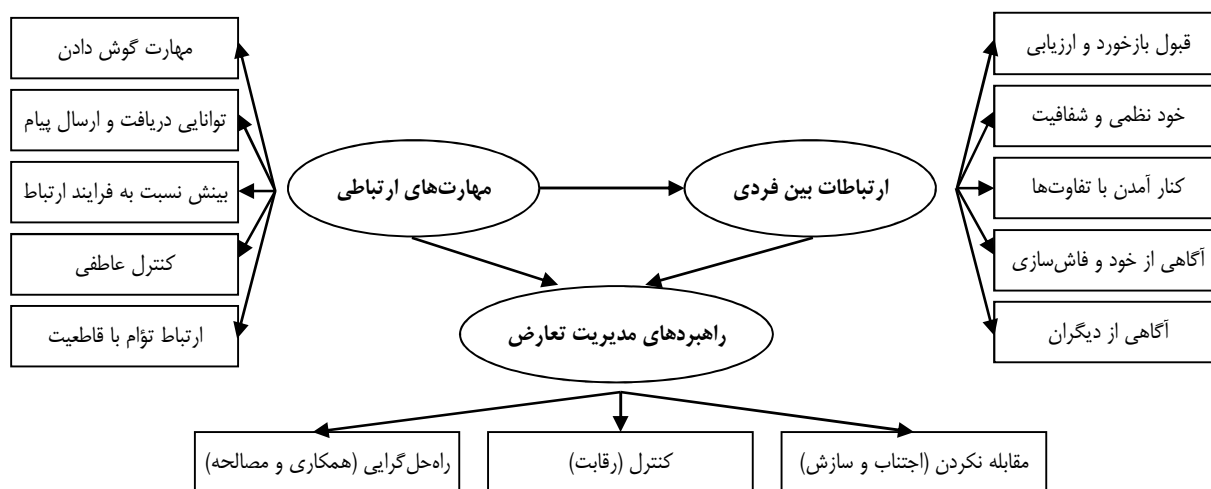 قبول بازخورد و ارزیابی
خود نظمی و شفافیت
کنار آمدن با تفاوت‌ها
آگاهی از خود و فاش‌سازی
آگاهی از دیگران
ارتباطات بین فردی
مهارت‌های ارتباطی
مهارت گوش دادن
توانایی دریافت و ارسال پیام
بینش نسبت به فرایند ارتباط
کنترل عاطفی
ارتباط تؤام با قاطعیت
راهبردهای مدیریت تعارض
مقابله نکردن (اجتناب و سازش)
کنترل (رقابت)
راه‌حل‌گرایی (همکاری و مصالحه)